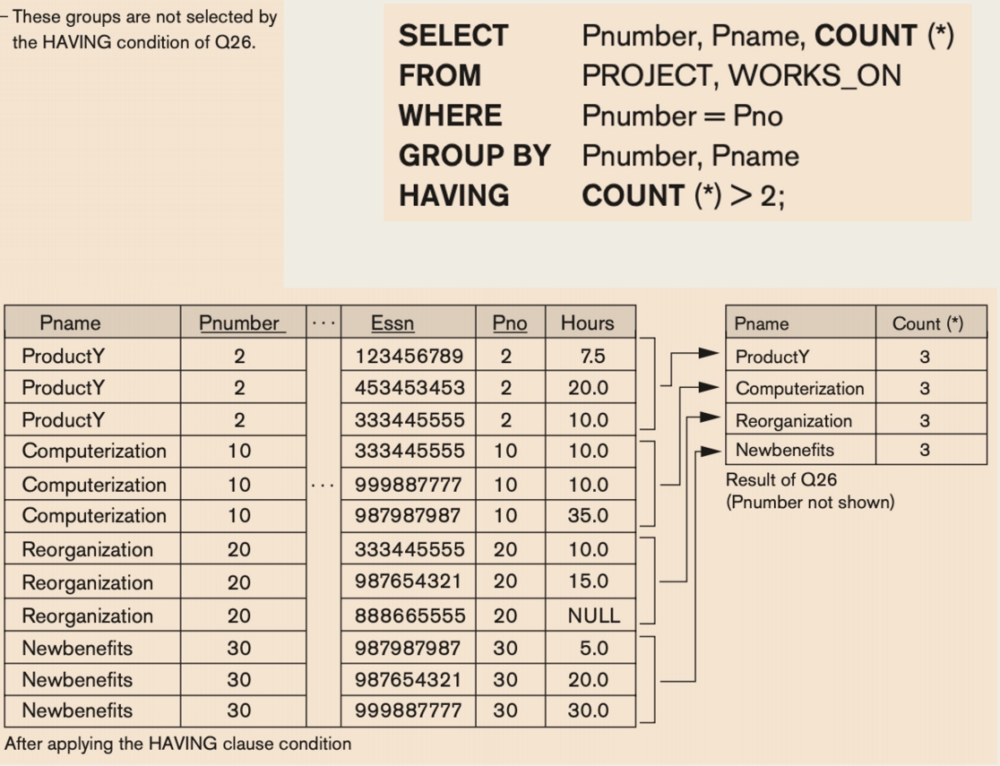 – These groups are not selected by
the HAVING condition of Q26.
SELECT Pnumber, Pname, COUNT (*)
FROM PROJECT, WORKS_ON
WHERE Pnumber = Pno
GROUP BY Pnumber, Pname
HAVING COUNT (*) > 2;
Pname Pnumber ... Essn Pno Hours
ProductY 2 123456789 2 7.5
ProductY 2 453453453 2 20.0
ProductY 2 333445555 2 10.0
Computerization 10 333445555 10 10.0
Computerization 10 ... 999887777 10 10.0
Computerization 10 987987987 10 35.0
Reorganization 20 333445555 20 10.0
Reorganization 20 987654321 20 15.0
Reorganization 20 888665555 20 NULL
Newbenefits 30 987987987 30 5.0
Newbenefits 30 987654321 30 20.0
Newbenefits 30 999887777 30 30.0
After applying the HAVING clause condition
Pname Count (*)
ProductY 3
Computerization 3
Reorganization 3
Newbenefits 3
Result of Q26
(Pnumber not shown)